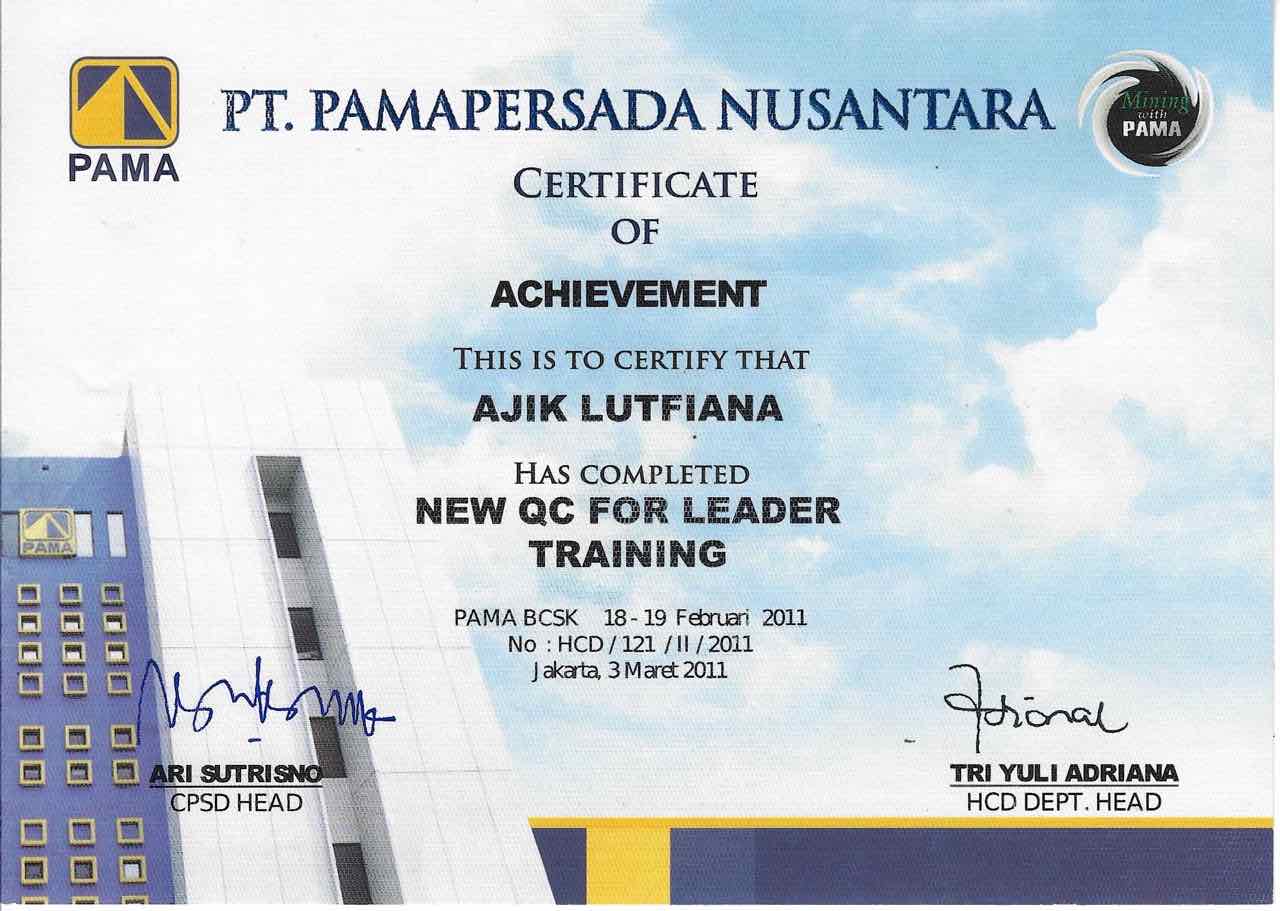 PAMA
PT. PAMAPERSADA NUSANTARA
Mining
with
PAMA
CERTIFICATE
OF
ACHIEVEMENT
THIS IS TO CERTIFY THAT
AJIK LUTFIANA
HAS COMPLETED
NEW QC FOR LEADER
TRAINING
PAMA
PAMA BCSK 18 - 19 Februari 2011
No : HCD / 121 / II / 2011
Jakarta, 3 Maret 2011
ARI SUTRISNO
CPSD HEAD
Adrianal
TRI YULI ADRIANA
HCD DEPT. HEAD